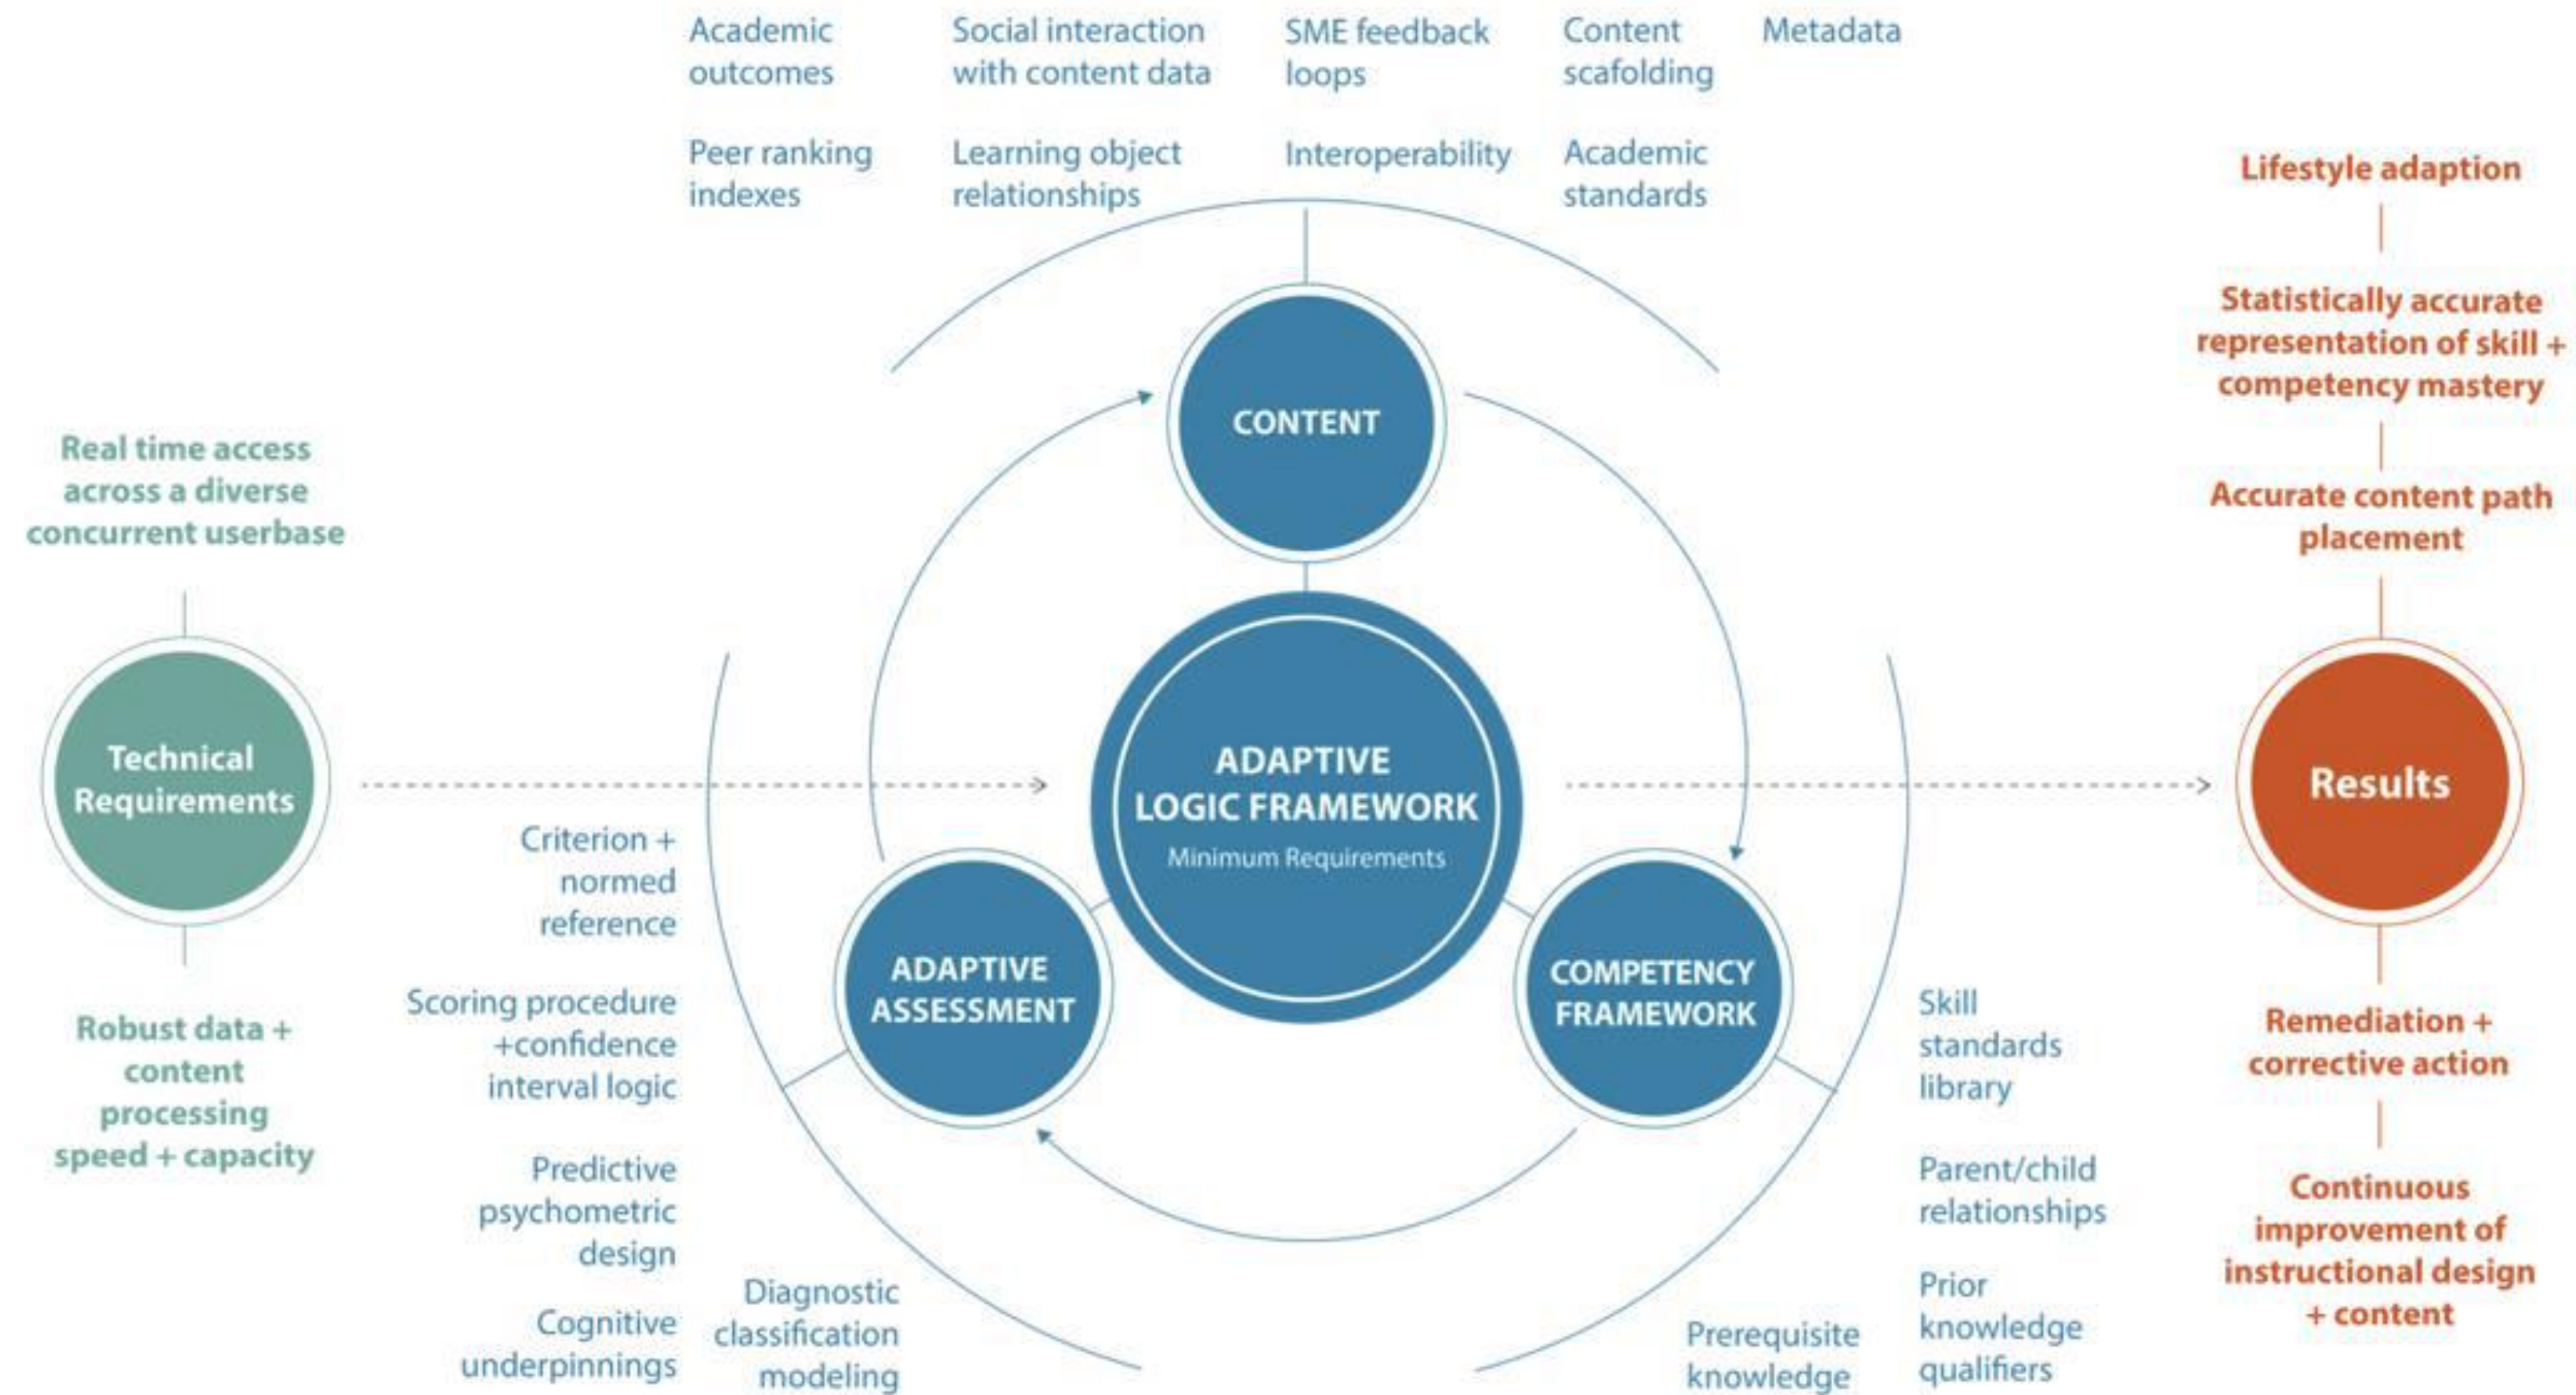 Academic
outcomes
Social interaction
with content data
SME feedback
loops
Content
scafolding
Metadata
Peer ranking
indexes
Learning object
relationships
Interoperability
Academic
standards
Real time access
across a diverse
concurrent userbase
Technical
Requirements
Robust data +
content
processing
speed + capacity
CONTENT
ADAPTIVE
LOGIC FRAMEWORK
Minimum Requirements
ADAPTIVE
ASSESSMENT
COMPETENCY
FRAMEWORK
Criterion +
normed
reference
Scoring procedure
+confidence
interval logic
Predictive
psychometric
design
Cognitive
underpinnings
Diagnostic
classification
modeling
Skill
standards
library
Parent/child
relationships
Prior
knowledge
qualifiers
Prerequisite
knowledge
Lifestyle adaption
Statistically accurate
representation of skill +
competency mastery
Accurate content path
placement
Results
Remediation +
corrective action
Continuous
improvement of
instructional design
+ content